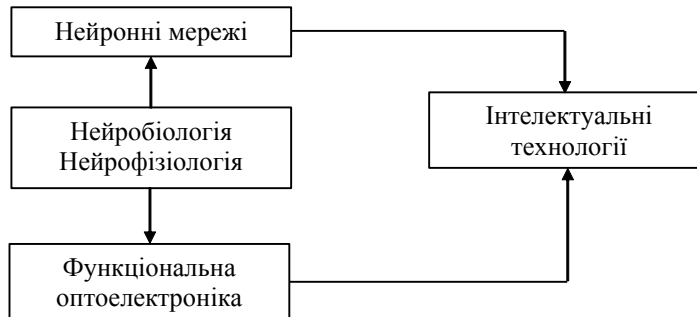 Нейронні мережі
Нейробіологія
Нейрофізіологія
Інтелектуальні
технології
Функціональна
оптоелектроніка